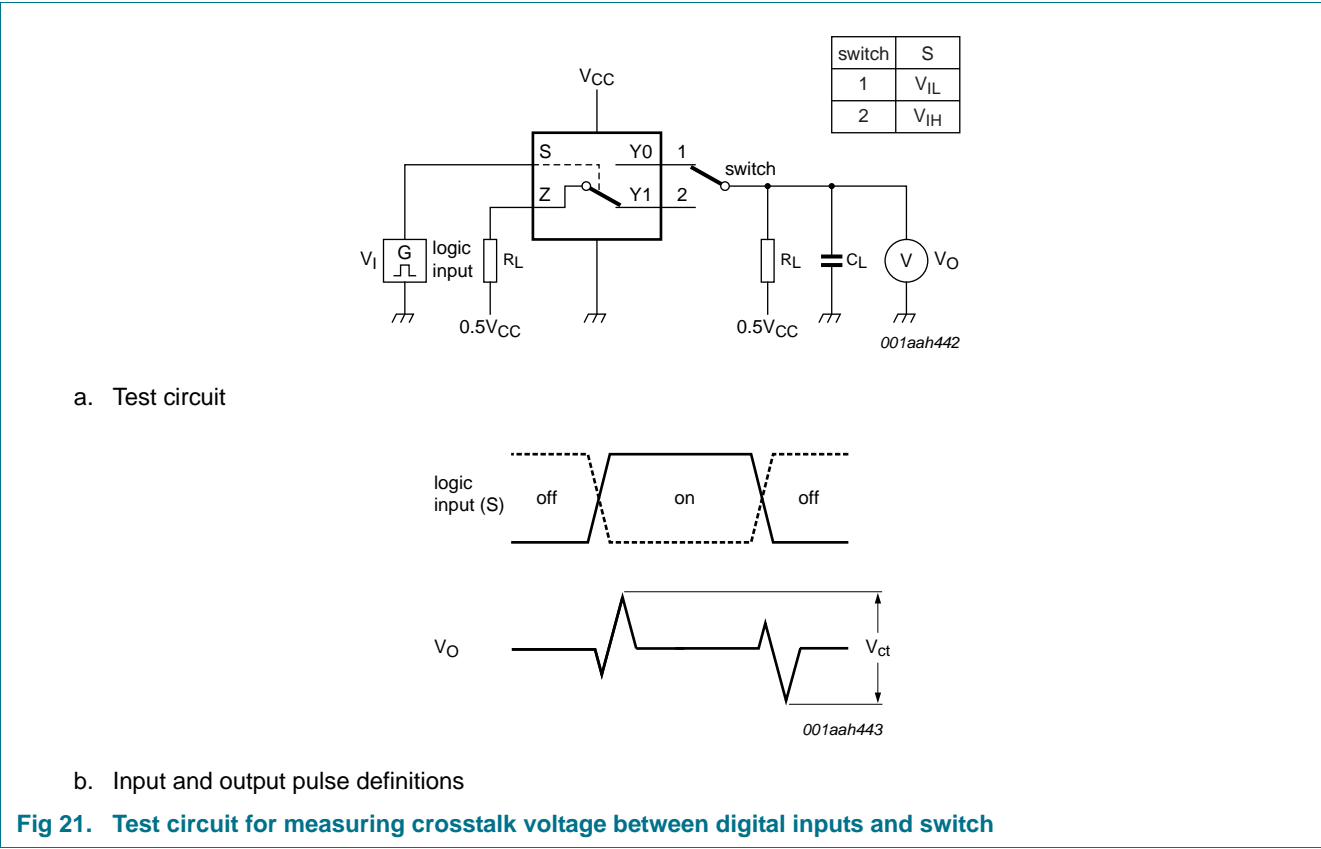 switch S
1 VIL
2 VIH
VCC
S Y0 1
switch
Z Y1 2
VI G logic input
RL
0.5VCC
RL CL V VO
0.5VCC
001aah442
a. Test circuit
logic
input (S) off on off
VO Vct
001aah443
b. Input and output pulse definitions
Fig 21. Test circuit for measuring crosstalk voltage between digital inputs and switch